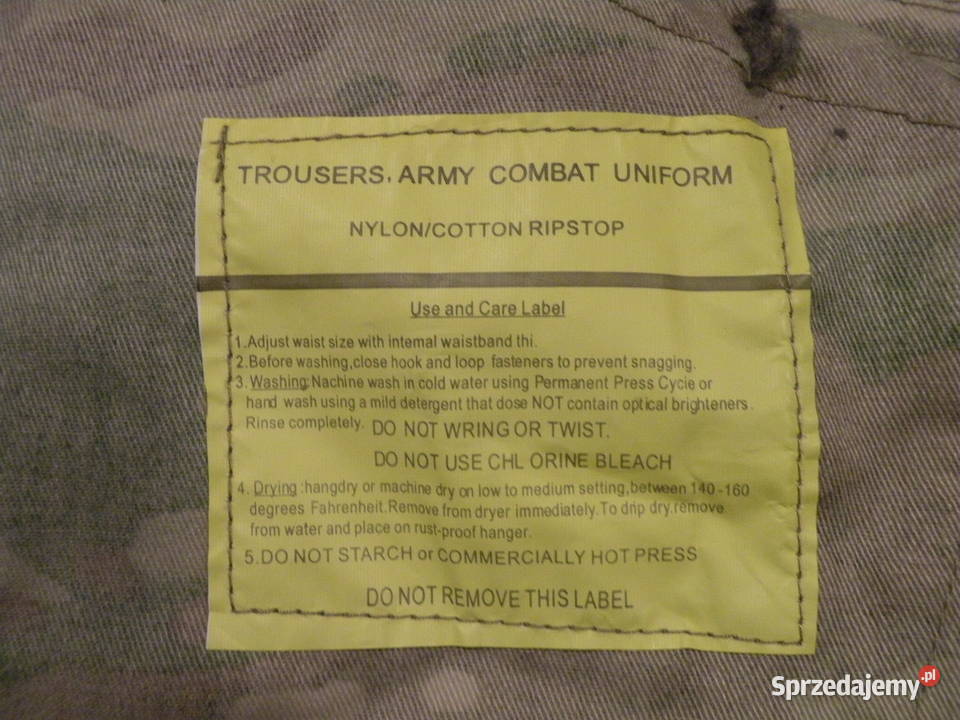 TROUSERS, ARMY COMBAT UNIFORM
NYLON/COTTON RIPSTOP
Use and Care Label
1.Adjust waist size with internal waistband thi.
2.Before washing,close hook and loop fasteners to prevent snagging.
3. Washing:Nachine wash in cold water using Permanent Press Cycie or
hand wash using a mild detergent that dose NOT contain optical brighteners.
Rinse completely. DO NOT WRING OR TWIST.
DO NOT USE CHL ORINE BLEACH
4. Drying :hangdry or machine dry on low to medium setting,between 140-160
degrees Fahrenheit.Remove from dryer immediately.To drip dry,remove
from water and place on rust-proof hanger.
5.DO NOT STARCH or COMMERCIALLY HOT PRESS
DO NOT REMOVE THIS LABEL
Sprzedajemy.pl